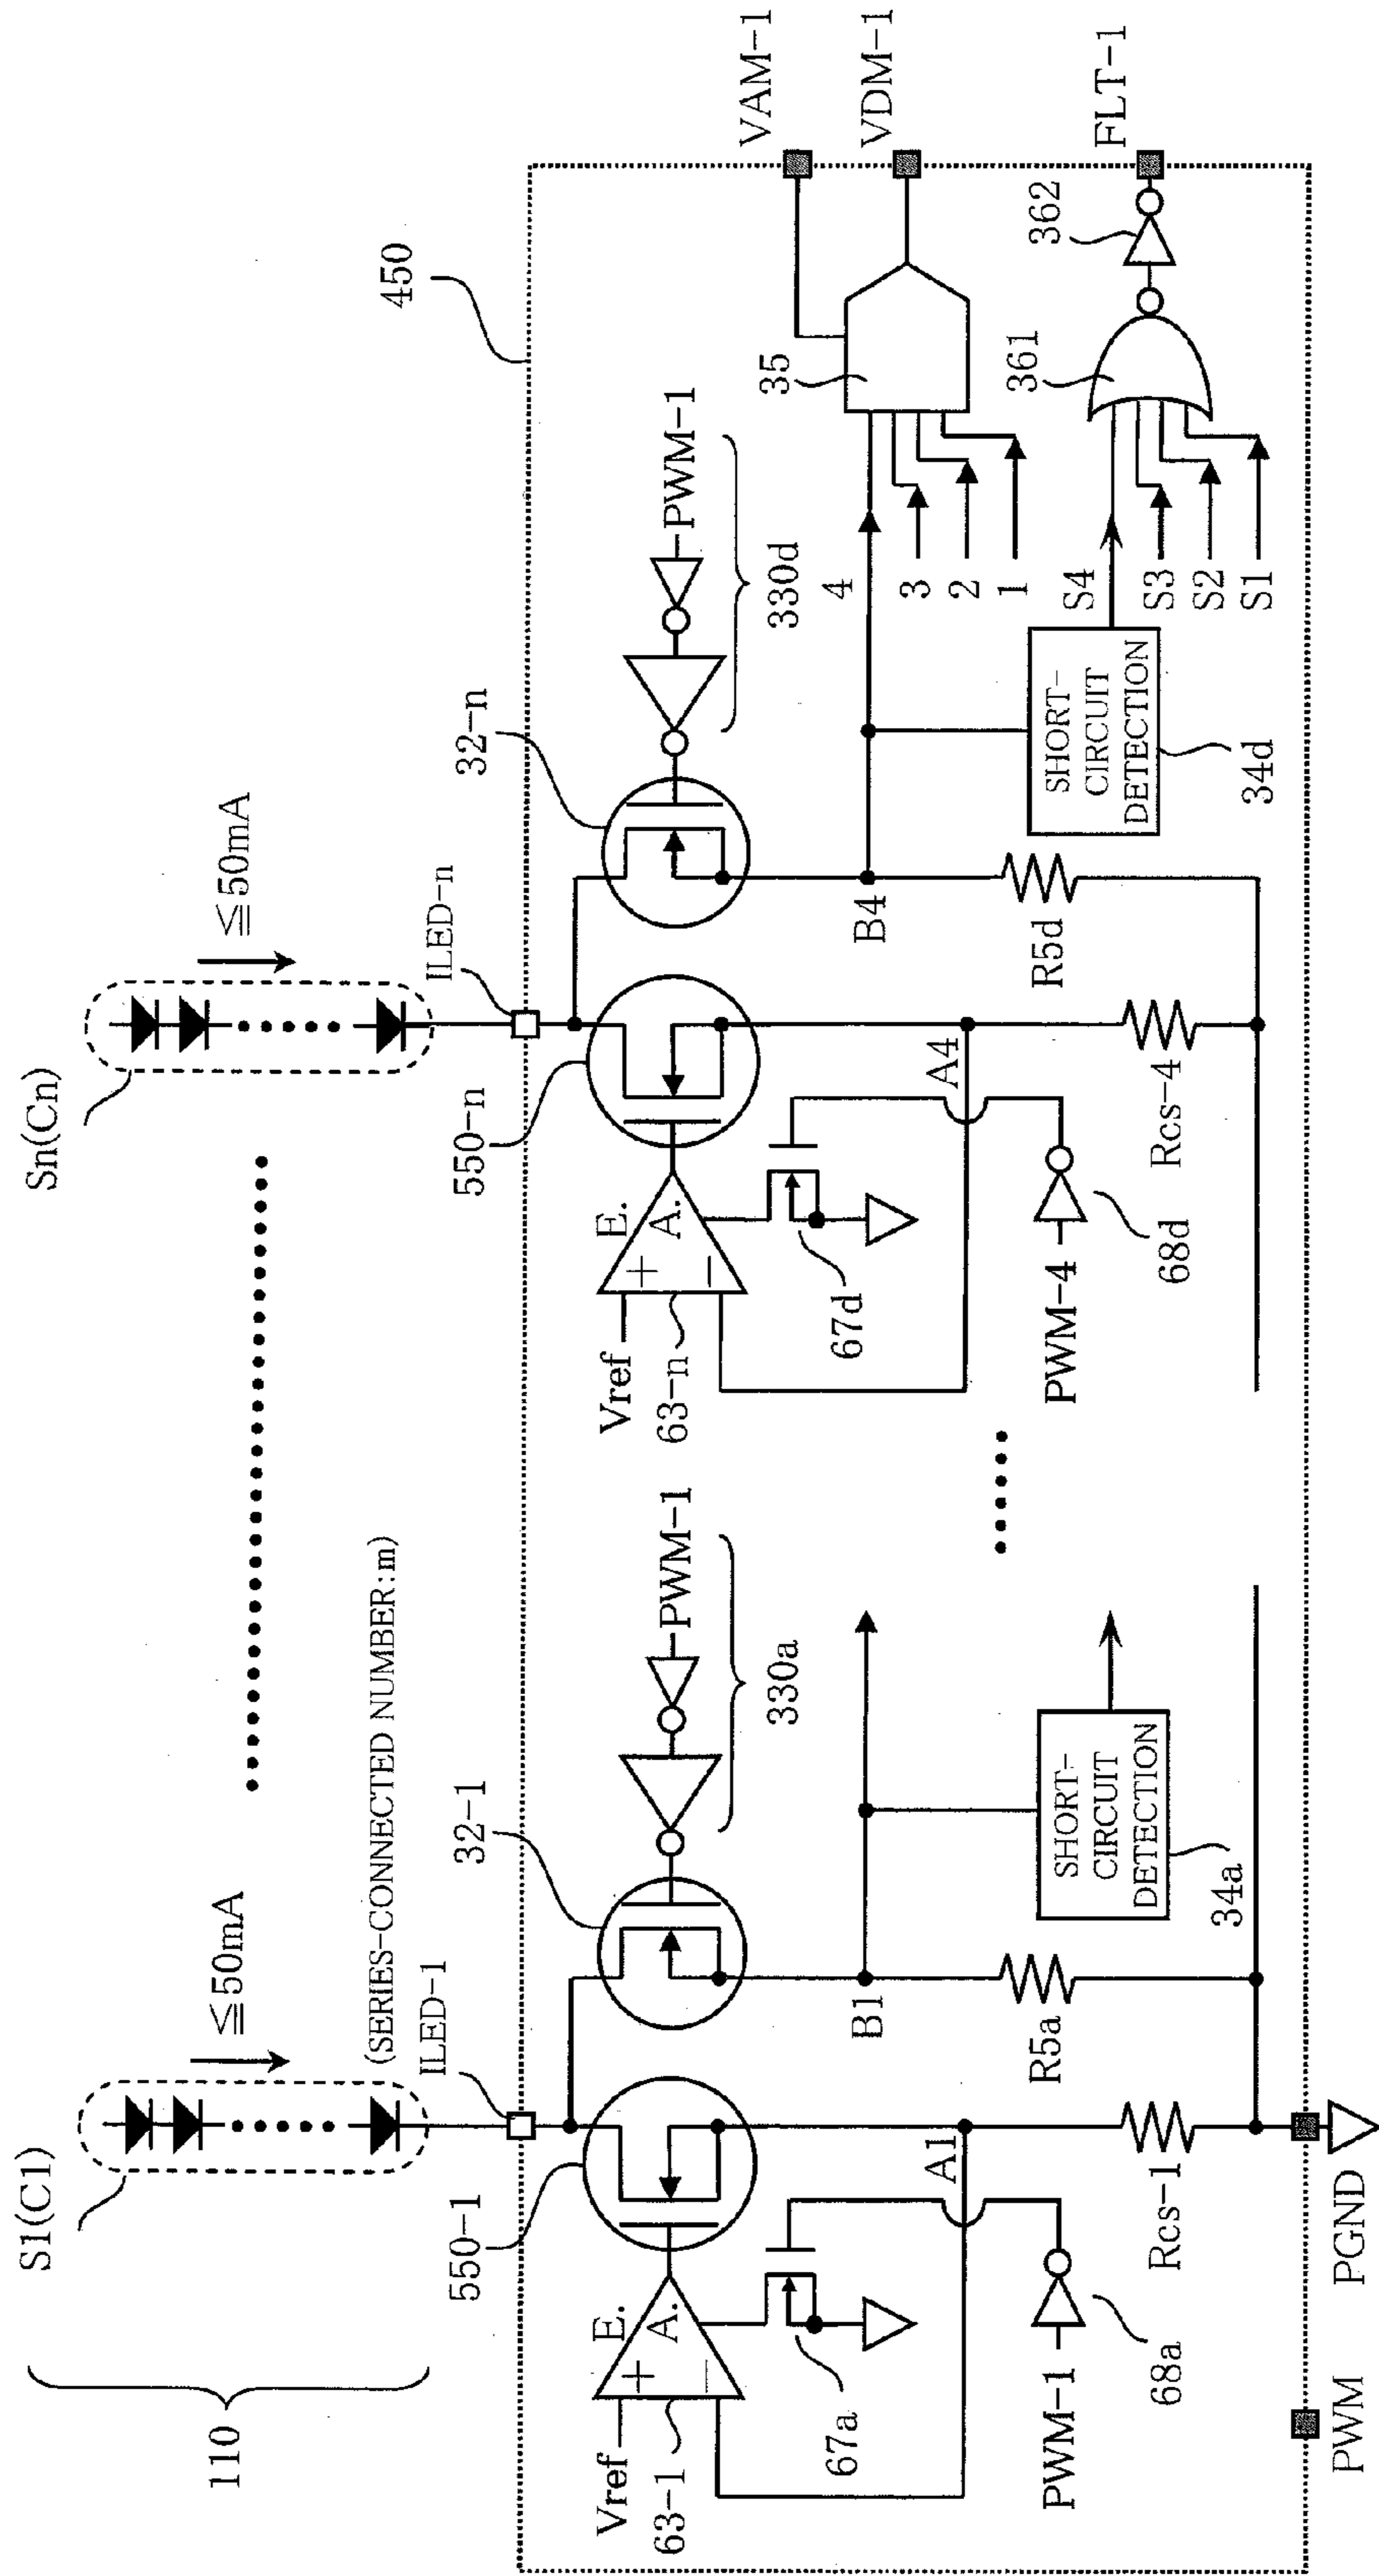 110
S1(C1)
≦50mA
(SERIES-CONNECTED NUMBER:m)
ILED-1
Sn(Cn)
≦50mA
ILED-n
450
550-1
32-1
Vref
63-1
E.
A.
+
−
67a
PWM-1
68a
A1
Rcs-1
B1
R5a
PWM-1
330a
SHORT-
CIRCUIT
DETECTION
34a
550-n
32-n
Vref
63-n
E.
A.
+
−
67d
PWM-4
68d
A4
Rcs-4
B4
R5d
PWM-1
330d
SHORT-
CIRCUIT
DETECTION
34d
4
3
2
1
35
S4
S3
S2
S1
361
362
VAM-1
VDM-1
FLT-1
PWM
PGND